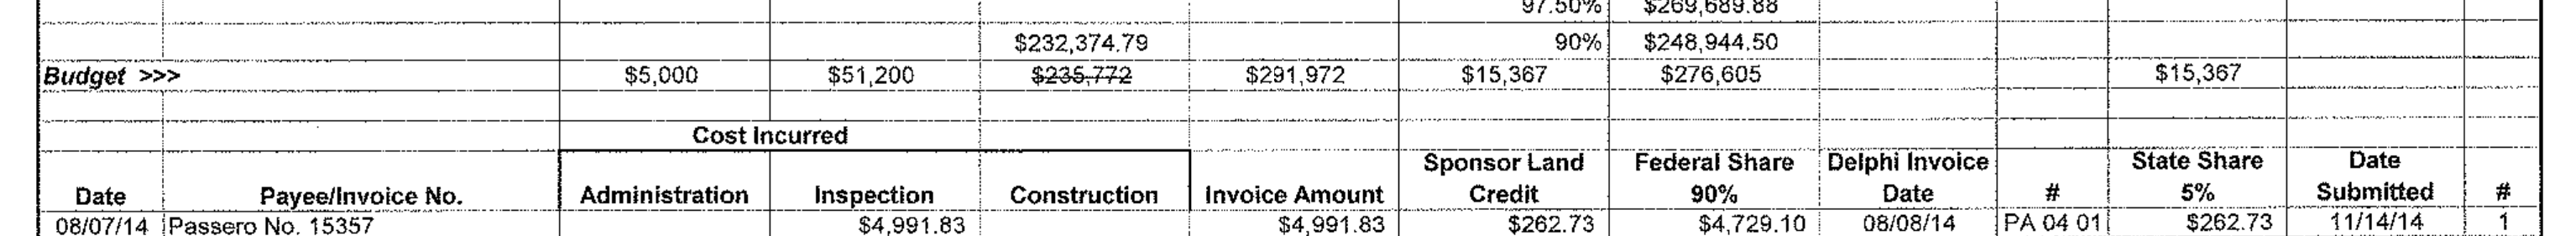 97.50% $269,689.88
$232,374.79 90% $248,944.50
Budget >>> $5,000 $51,200 $235,772 $291,972 $15,367 $276,605 $15,367
Cost Incurred
Sponsor Land Federal Share Delphi Invoice State Share Date
Date Payee/Invoice No. Administration Inspection Construction Invoice Amount Credit 90% Date # 5% Submitted #
08/07/14 Passero No. 15357 $4,991.83 $4,991.83 $262.73 $4,729.10 08/08/14 PA 04 01 $262.73 11/14/14 1